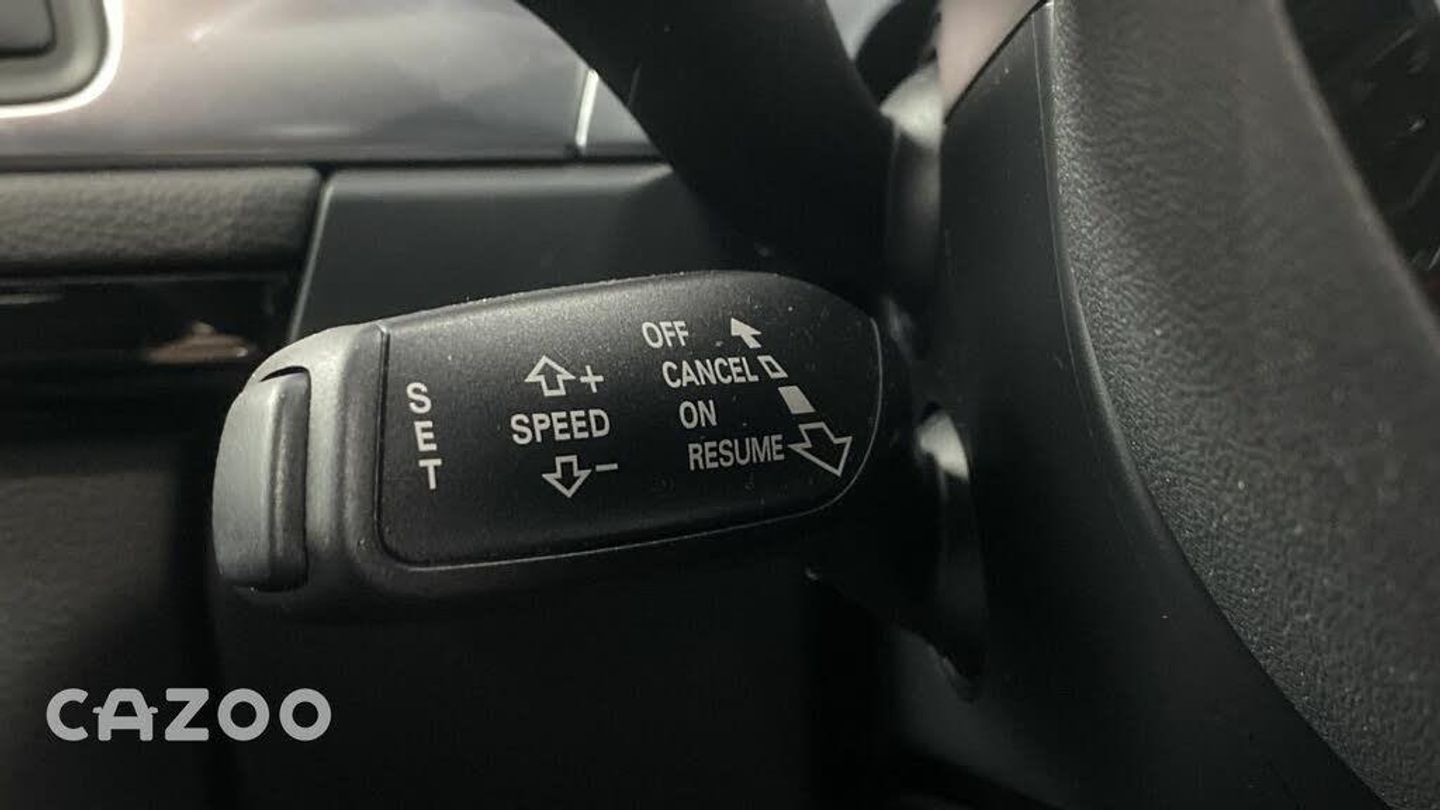 SET
+
SPEED
-
OFF
CANCEL
ON
RESUME
CAZOO